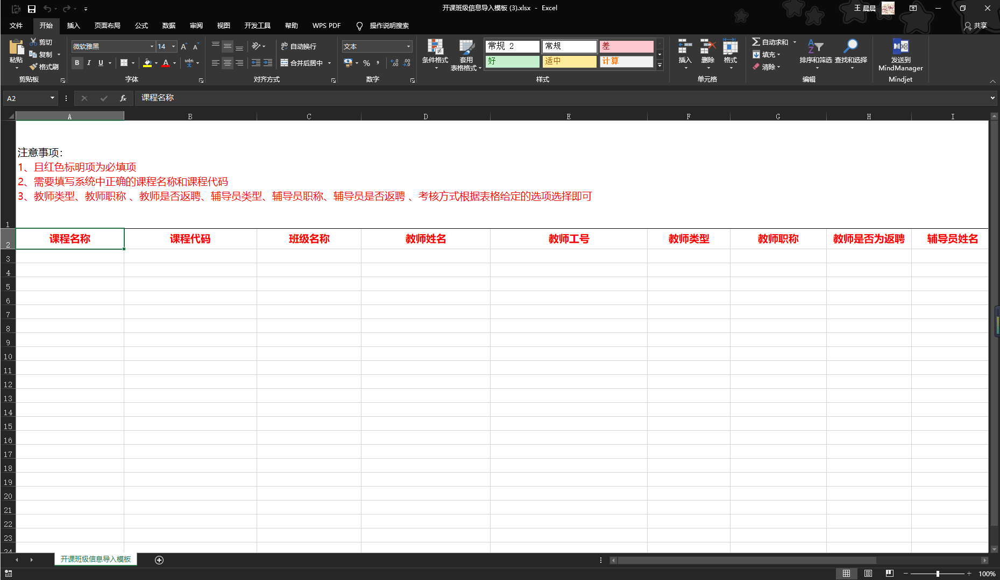 开课班级信息导入模板 (3).xlsx - Excel
王 晨晨
文件 开始 插入 页面布局 公式 数据 审阅 视图 开发工具 帮助 WPS PDF 操作说明搜索 共享
粘贴 剪切 复制 格式刷 剪贴板
微软雅黑 14 A A
B I U A wén 字体
ab 自动换行
合并后居中 对齐方式
文本
% , 数字
条件格式 套用 表格格式
常规 2 常规 差
好 适中 计算
样式
插入 删除 格式 单元格
自动求和 填充 清除 排序和筛选 查找和选择 编辑
发送到 MindManager Mindjet
A2 fx 课程名称
A B C D E F G H I
注意事项：
1、且红色标明项为必填项
2、需要填写系统中正确的课程名称和课程代码
3、教师类型、教师职称 、教师是否返聘、辅导员类型、辅导员职称、辅导员是否返聘 、考核方式根据表格给定的选项选择即可
1
2 课程名称 课程代码 班级名称 教师姓名 教师工号 教师类型 教师职称 教师是否为返聘 辅导员姓名
3
4
5
6
7
8
9
10
11
12
13
14
15
16
17
18
19
20
21
22
23
24
开课班级信息导入模板
100%